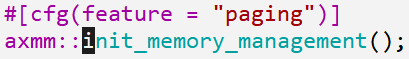 #[cfg(feature = "paging")]
axmm::init_memory_management();